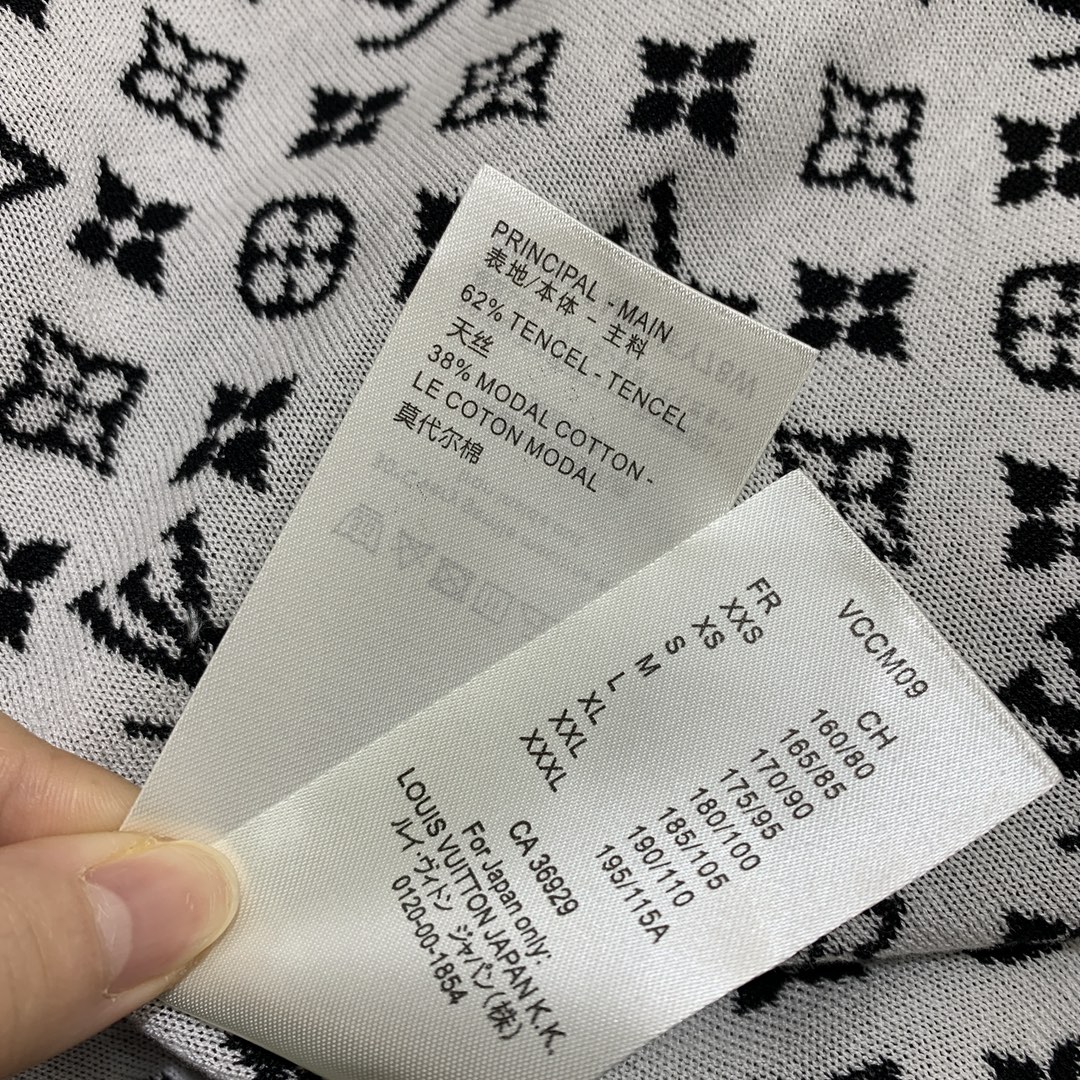 PRINCIPAL - MAIN
表地/本体 - 主料
62% TENCEL - TENCEL
天丝
38% MODAL COTTON -
LE COTON MODAL
莫代尔棉
VCCM09
FR CH
XXS 160/80
XS 165/85
S 170/90
M 175/95
L 180/100
XL 185/105
XXL 190/110
XXXL 195/115A
CA 36929
For Japan only:
LOUIS VUITTON JAPAN K.K.
ルイ・ヴィトン ジャパン(株)
0120-00-1854